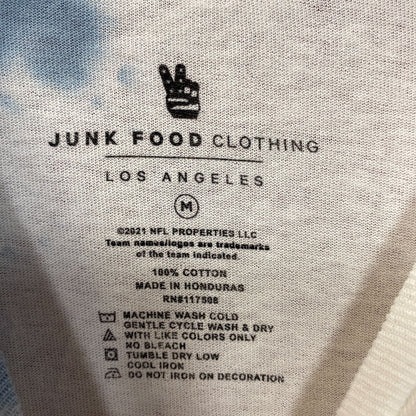 JUNK FOOD CLOTHING
LOS ANGELES
M
©2021 NFL PROPERTIES LLC
Team names/logos are trademarks
of the team indicated.
100% COTTON
MADE IN HONDURAS
RN#117508
MACHINE WASH COLD
GENTLE CYCLE WASH & DRY
WITH LIKE COLORS ONLY
NO BLEACH
TUMBLE DRY LOW
COOL IRON
DO NOT IRON ON DECORATION